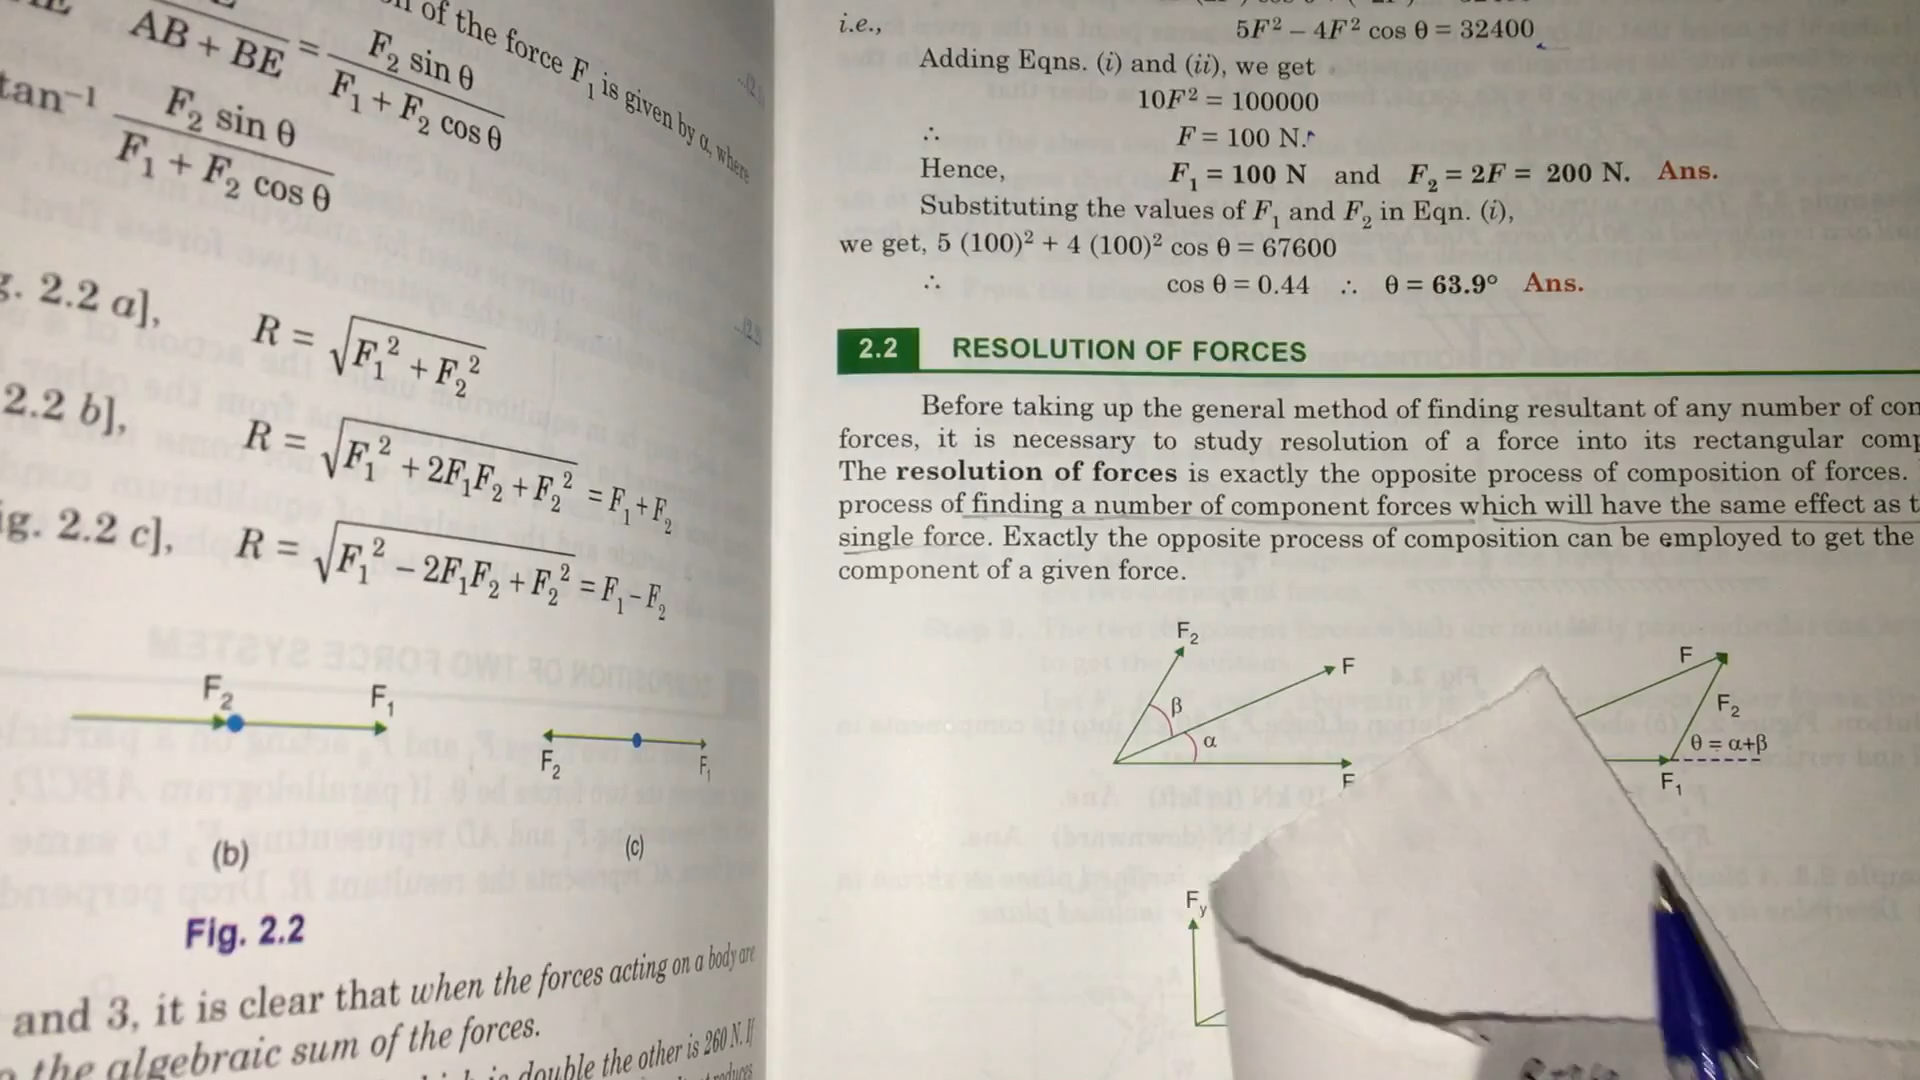 of the force F₁ is given by α, where
AB + BE = F₂ sin θ / F₁ + F₂ cos θ
tan⁻¹ F₂ sin θ / F₁ + F₂ cos θ
2.2 a], R = √F₁² + F₂²
2.2 b], R = √F₁² + 2F₁F₂ + F₂² = F₁ + F₂
ig. 2.2 c], R = √F₁² – 2F₁F₂ + F₂² = F₁ – F₂
F₂ F₁
F₂ F₁
(b) (c)
Fig. 2.2
and 3, it is clear that when the forces acting on a body are
the algebraic sum of the forces.
double the other is 260 N. If
i.e., 5F² – 4F² cos θ = 32400
Adding Eqns. (i) and (ii), we get
10F² = 100000
∴ F = 100 N.
Hence, F₁ = 100 N and F₂ = 2F = 200 N. Ans.
Substituting the values of F₁ and F₂ in Eqn. (i),
we get, 5 (100)² + 4 (100)² cos θ = 67600
∴ cos θ = 0.44 ∴ θ = 63.9° Ans.
2.2 RESOLUTION OF FORCES
Before taking up the general method of finding resultant of any number of con
forces, it is necessary to study resolution of a force into its rectangular comp
The resolution of forces is exactly the opposite process of composition of forces.
process of finding a number of component forces which will have the same effect as t
single force. Exactly the opposite process of composition can be employed to get the
component of a given force.
F₂
F
β
α
F
F
F₂
θ = α+β
F₁
Fy